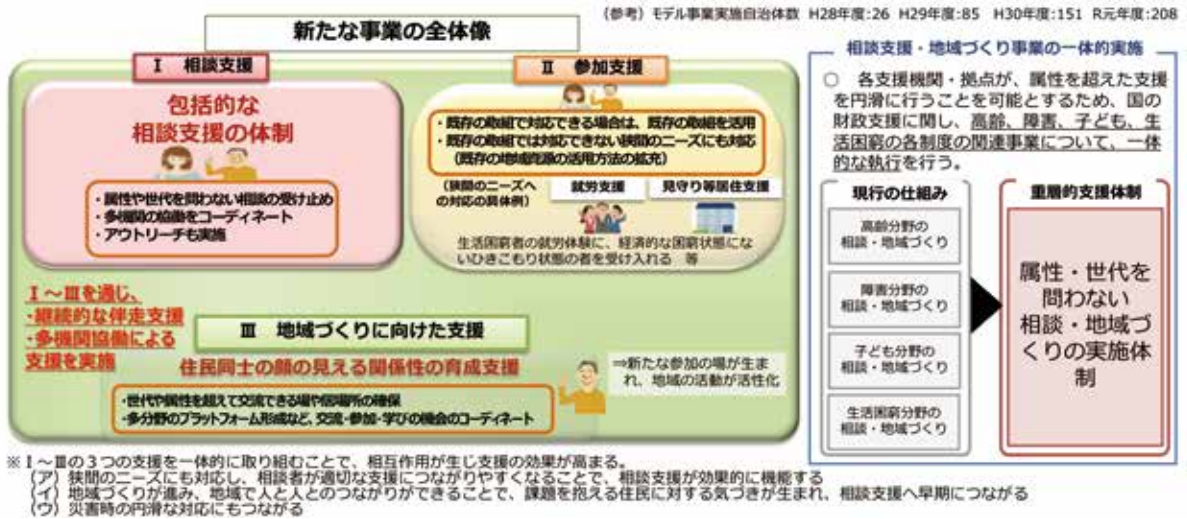 (参考)モデル事業実施自治体数 H28年度:26 H29年度:85 H30年度:151 R元年度:208
新たな事業の全体像
Ⅰ 相談支援
包括的な
相談支援の体制
・属性や世代を問わない相談の受け止め
・多機関の協働をコーディネート
・アウトリーチも実施
Ⅱ 参加支援
・既存の取組で対応できる場合は、既存の取組を活用
・既存の取組では対応できない狭間のニーズにも対応
(既存の地域資源の活用方法の拡充)
(狭間のニーズへ
の対応の具体例)
就労支援
見守り等居住支援
生活困窮者の就労体験に、経済的な困窮状態にな
いひきこもり状態の者を受け入れる 等
Ⅰ~Ⅲを通じ、
・継続的な伴走支援
・多機関協働による
支援を実施
Ⅲ 地域づくりに向けた支援
住民同士の顔の見える関係性の育成支援
・世代や属性を超えて交流できる場や居場所の確保
・多分野のプラットフォーム形成など、交流・参加・学びの機会のコーディネート
⇒新たな参加の場が生ま
れ、地域の活動が活性化
相談支援・地域づくり事業の一体的実施
○ 各支援機関・拠点が、属性を超えた支援
を円滑に行うことを可能とするため、国の
財政支援に関し、高齢、障害、子ども、生
活困窮の各制度の関連事業について、一体
的な執行を行う。
現行の仕組み
高齢分野の
相談・地域づくり
障害分野の
相談・地域づくり
子ども分野の
相談・地域づくり
生活困窮分野の
相談・地域づくり
重層的支援体制
属性・世代を
問わない
相談・地域づ
くりの実施体
制
※Ⅰ~Ⅲの3つの支援を一体的に取り組むことで、相互作用が生じ支援の効果が高まる。
(ア)狭間のニーズにも対応し、相談者が適切な支援につながりやすくなることで、相談支援が効果的に機能する
(イ)地域づくりが進み、地域で人と人とのつながりができることで、課題を抱える住民に対する気づきが生まれ、相談支援へ早期につながる
(ウ)災害時の円滑な対応にもつながる